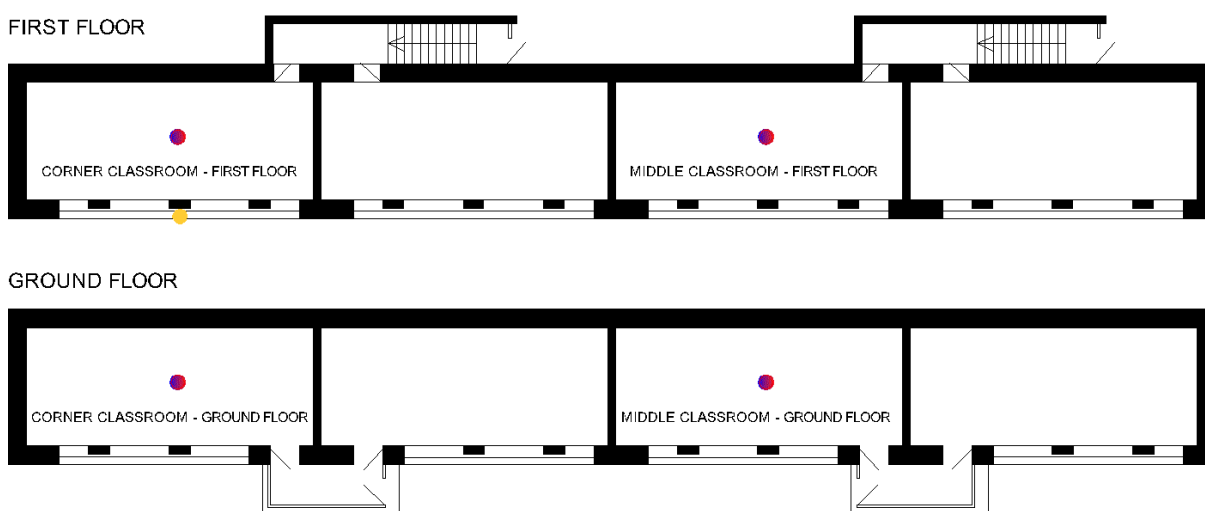 FIRST FLOOR
CORNER CLASSROOM - FIRST FLOOR
MIDDLE CLASSROOM - FIRST FLOOR
GROUND FLOOR
CORNER CLASSROOM - GROUND FLOOR
MIDDLE CLASSROOM - GROUND FLOOR